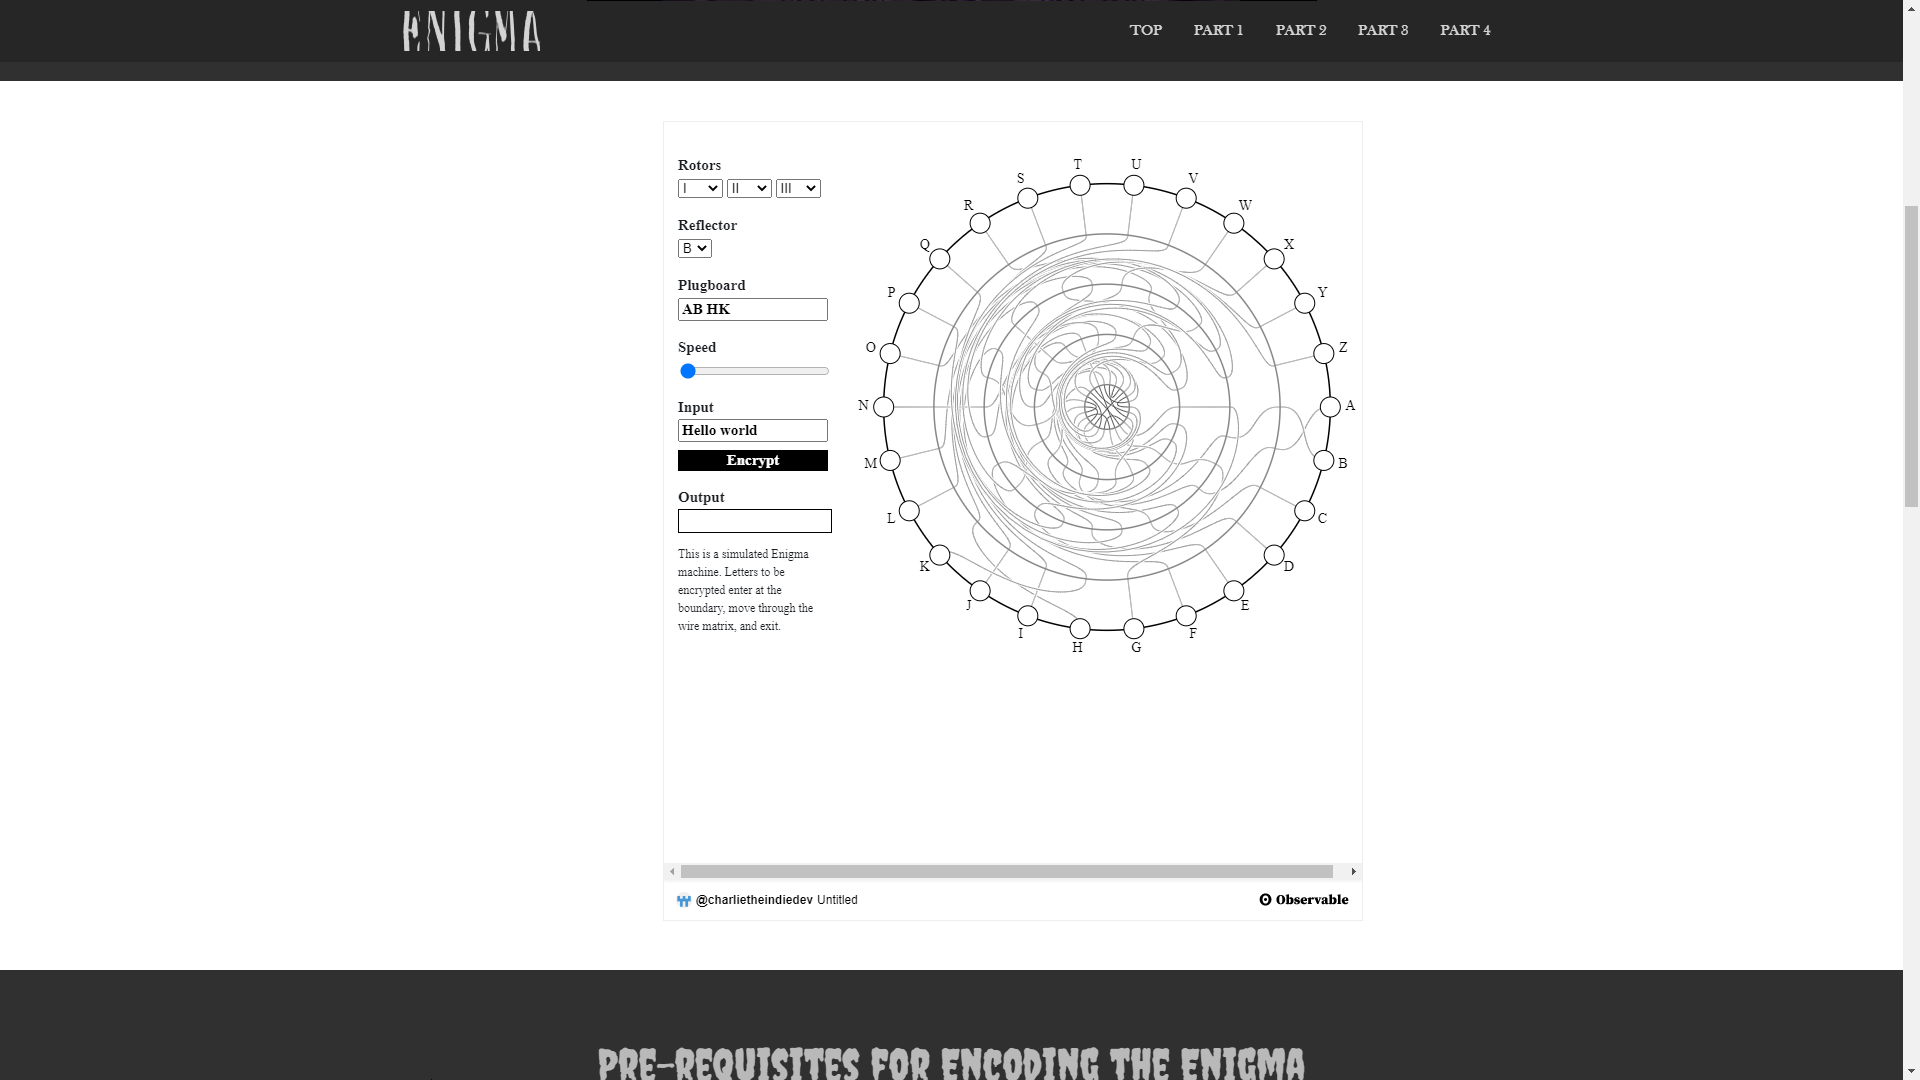 ENIGMA
TOP PART 1 PART 2 PART 3 PART 4
Rotors
I II III
Reflector
B
Plugboard
AB HK
Speed
Input
Hello world
Encrypt
Output
This is a simulated Enigma
machine. Letters to be
encrypted enter at the
boundary, move through the
wire matrix, and exit.
T U
S V
R W
Q X
P Y
O Z
N A
M B
L C
K D
J E
I F
H G
@charlietheindiedev Untitled
Observable
PRE-REQUISITES FOR ENCODING THE ENIGMA